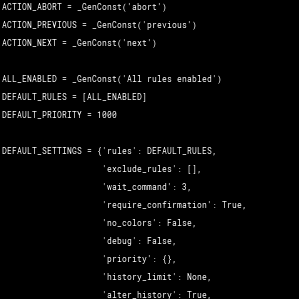 ACTION_ABORT = _GenConst('abort')
ACTION_PREVIOUS = _GenConst('previous')
ACTION_NEXT = _GenConst('next')
ALL_ENABLED = _GenConst('All rules enabled')
DEFAULT_RULES = [ALL_ENABLED]
DEFAULT_PRIORITY = 1000
DEFAULT_SETTINGS = {'rules': DEFAULT_RULES,
'exclude_rules': [],
'wait_command': 3,
'require_confirmation': True,
'no_colors': False,
'debug': False,
'priority': {},
'history_limit': None,
'alter_history': True,